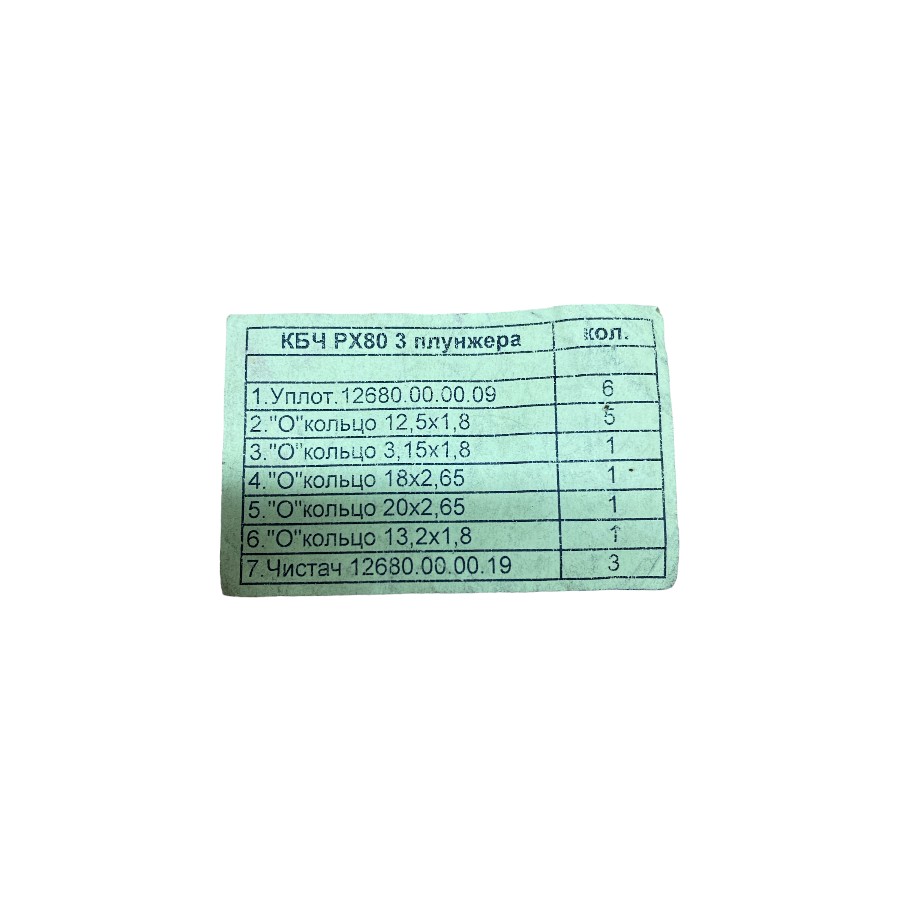 КБЧ РХ80 3 плунжера кол.
1.Уплот.12680.00.00.09 6
2."О"кольцо 12,5х1,8 5
3."О"кольцо 3,15х1,8 1
4."О"кольцо 18х2,65 1
5."О"кольцо 20х2,65 1
6."О"кольцо 13,2х1,8 1
7.Чистач 12680.00.00.19 3